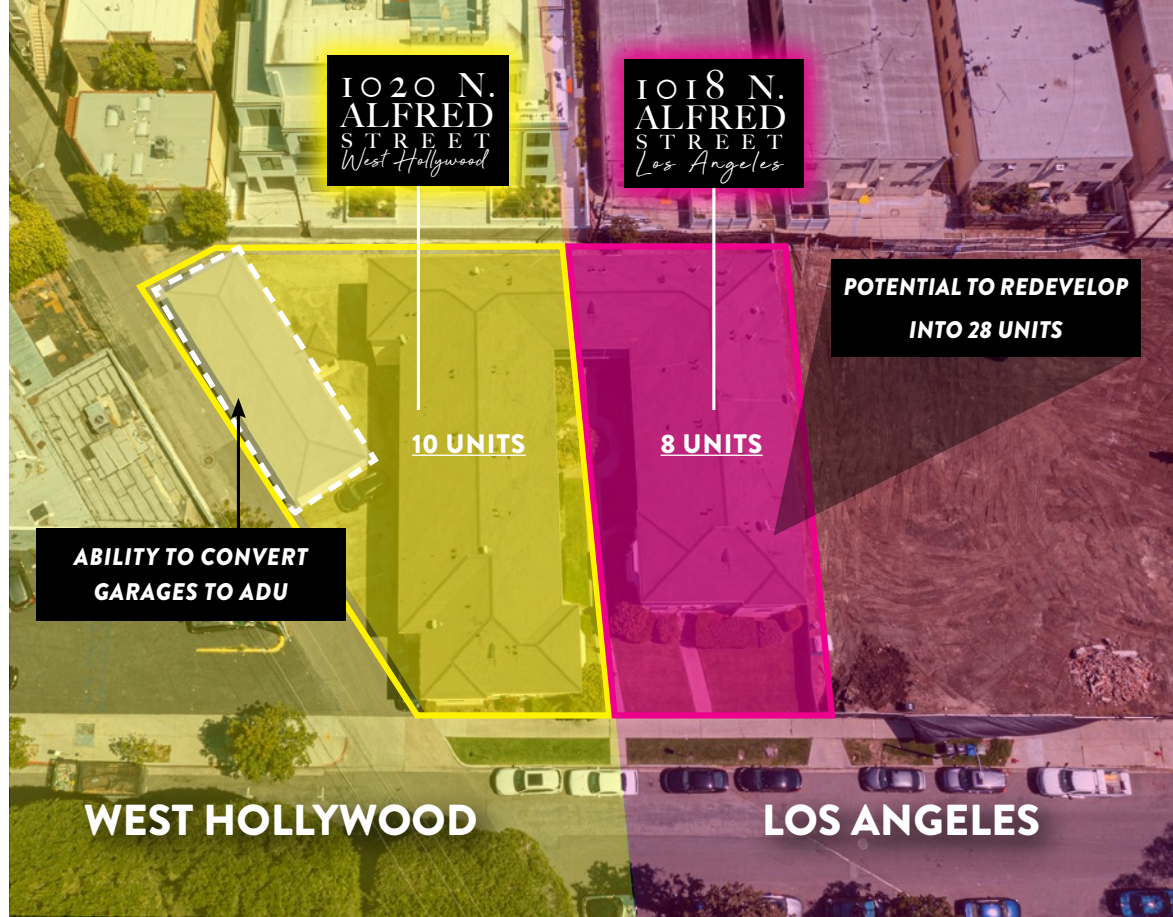 1020 N.
ALFRED
STREET
West Hollywood
1018 N.
ALFRED
STREET
Los Angeles
POTENTIAL TO REDEVELOP
INTO 28 UNITS
10 UNITS
8 UNITS
ABILITY TO CONVERT
GARAGES TO ADU
WEST HOLLYWOOD
LOS ANGELES